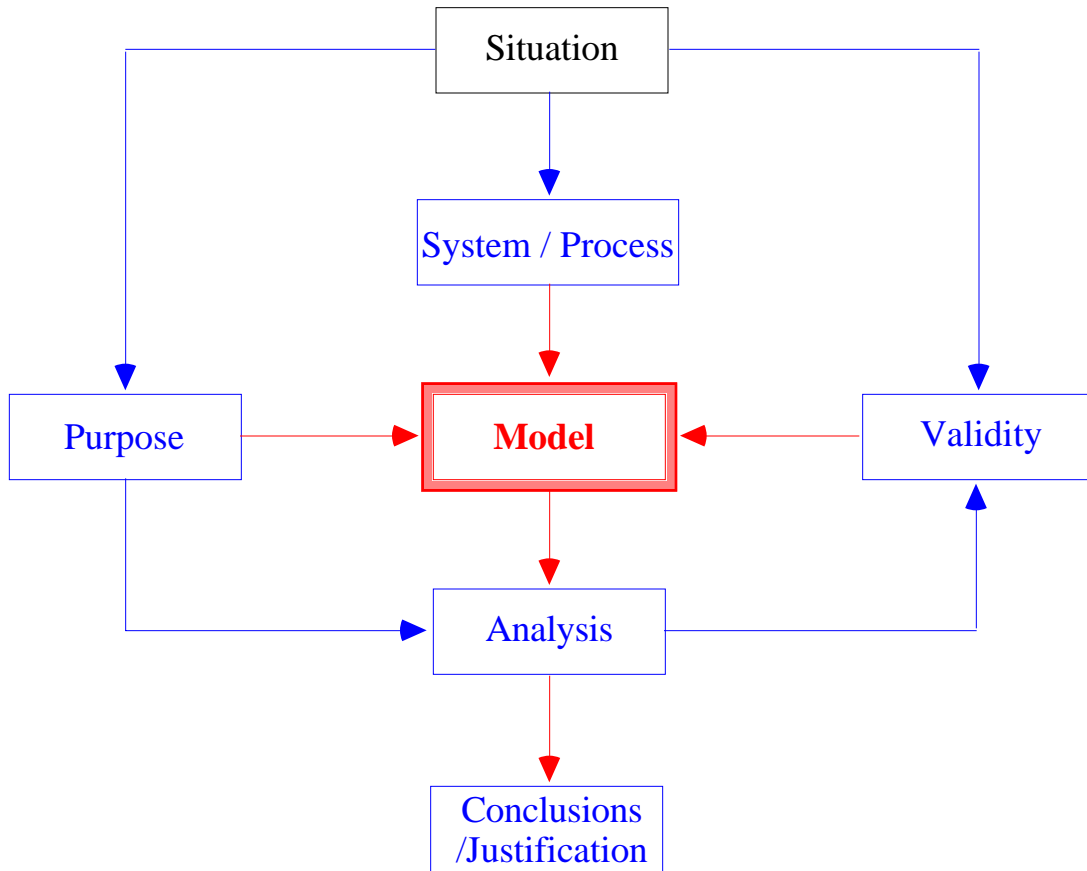 Situation
System / Process
Purpose
Model
Validity
Analysis
Conclusions
/Justification